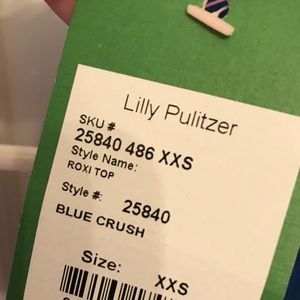 Lilly Pulitzer
SKU #
25840 486 XXS
Style Name:
ROXI TOP
Style #: 25840
BLUE CRUSH
Size: XXS